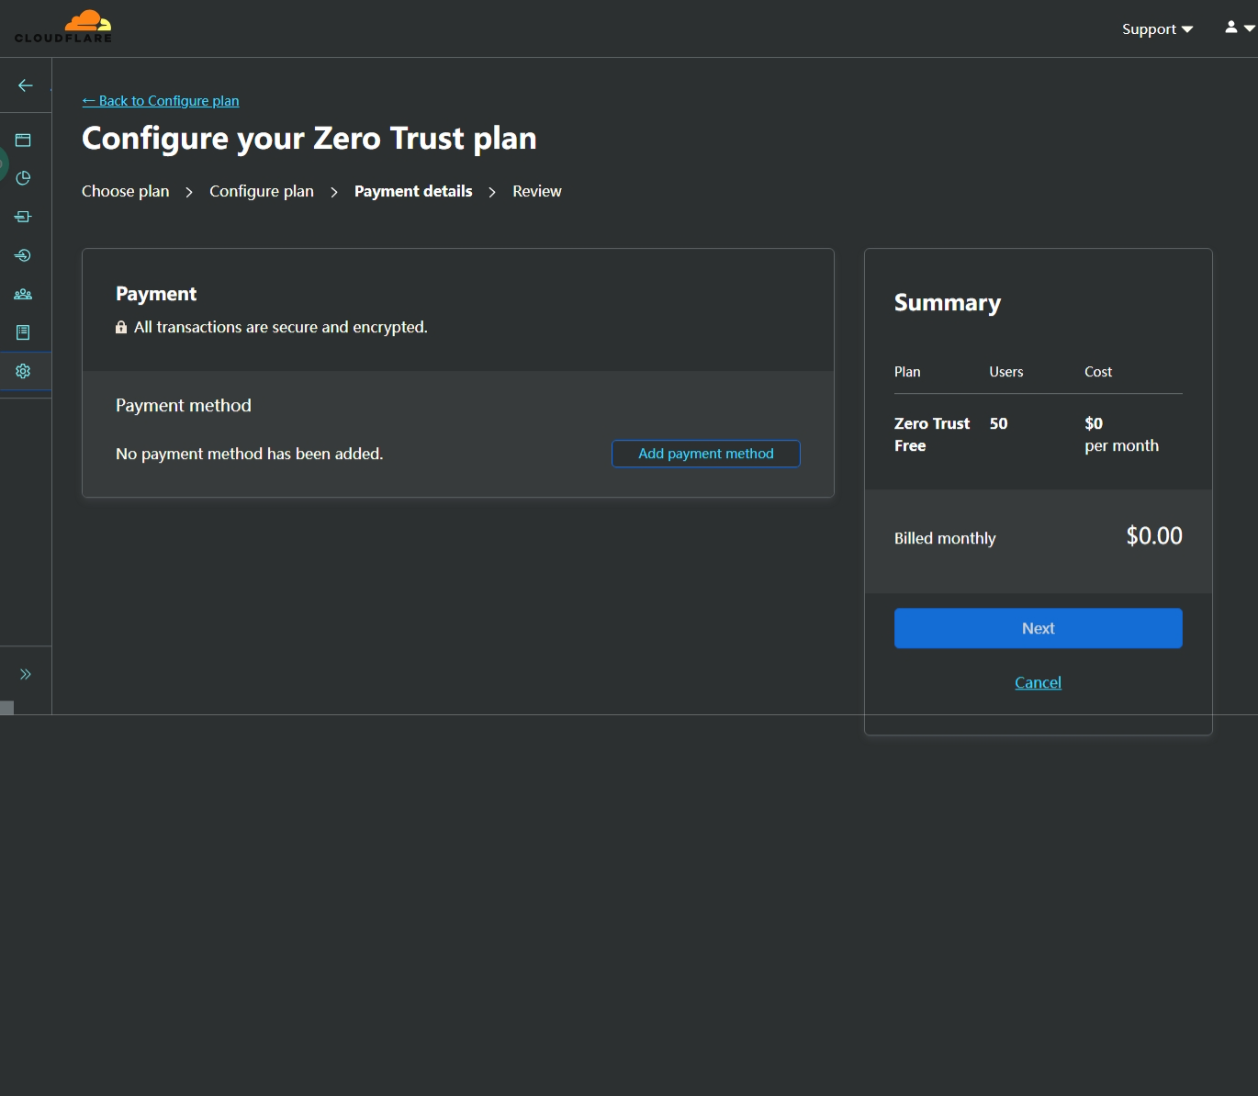 CLOUDFLARE
Support
← Back to Configure plan
Configure your Zero Trust plan
Choose plan > Configure plan > Payment details > Review
Payment
All transactions are secure and encrypted.
Payment method
No payment method has been added.
Add payment method
Summary
Plan Users Cost
Zero Trust 50 $0
Free per month
Billed monthly $0.00
Next
Cancel